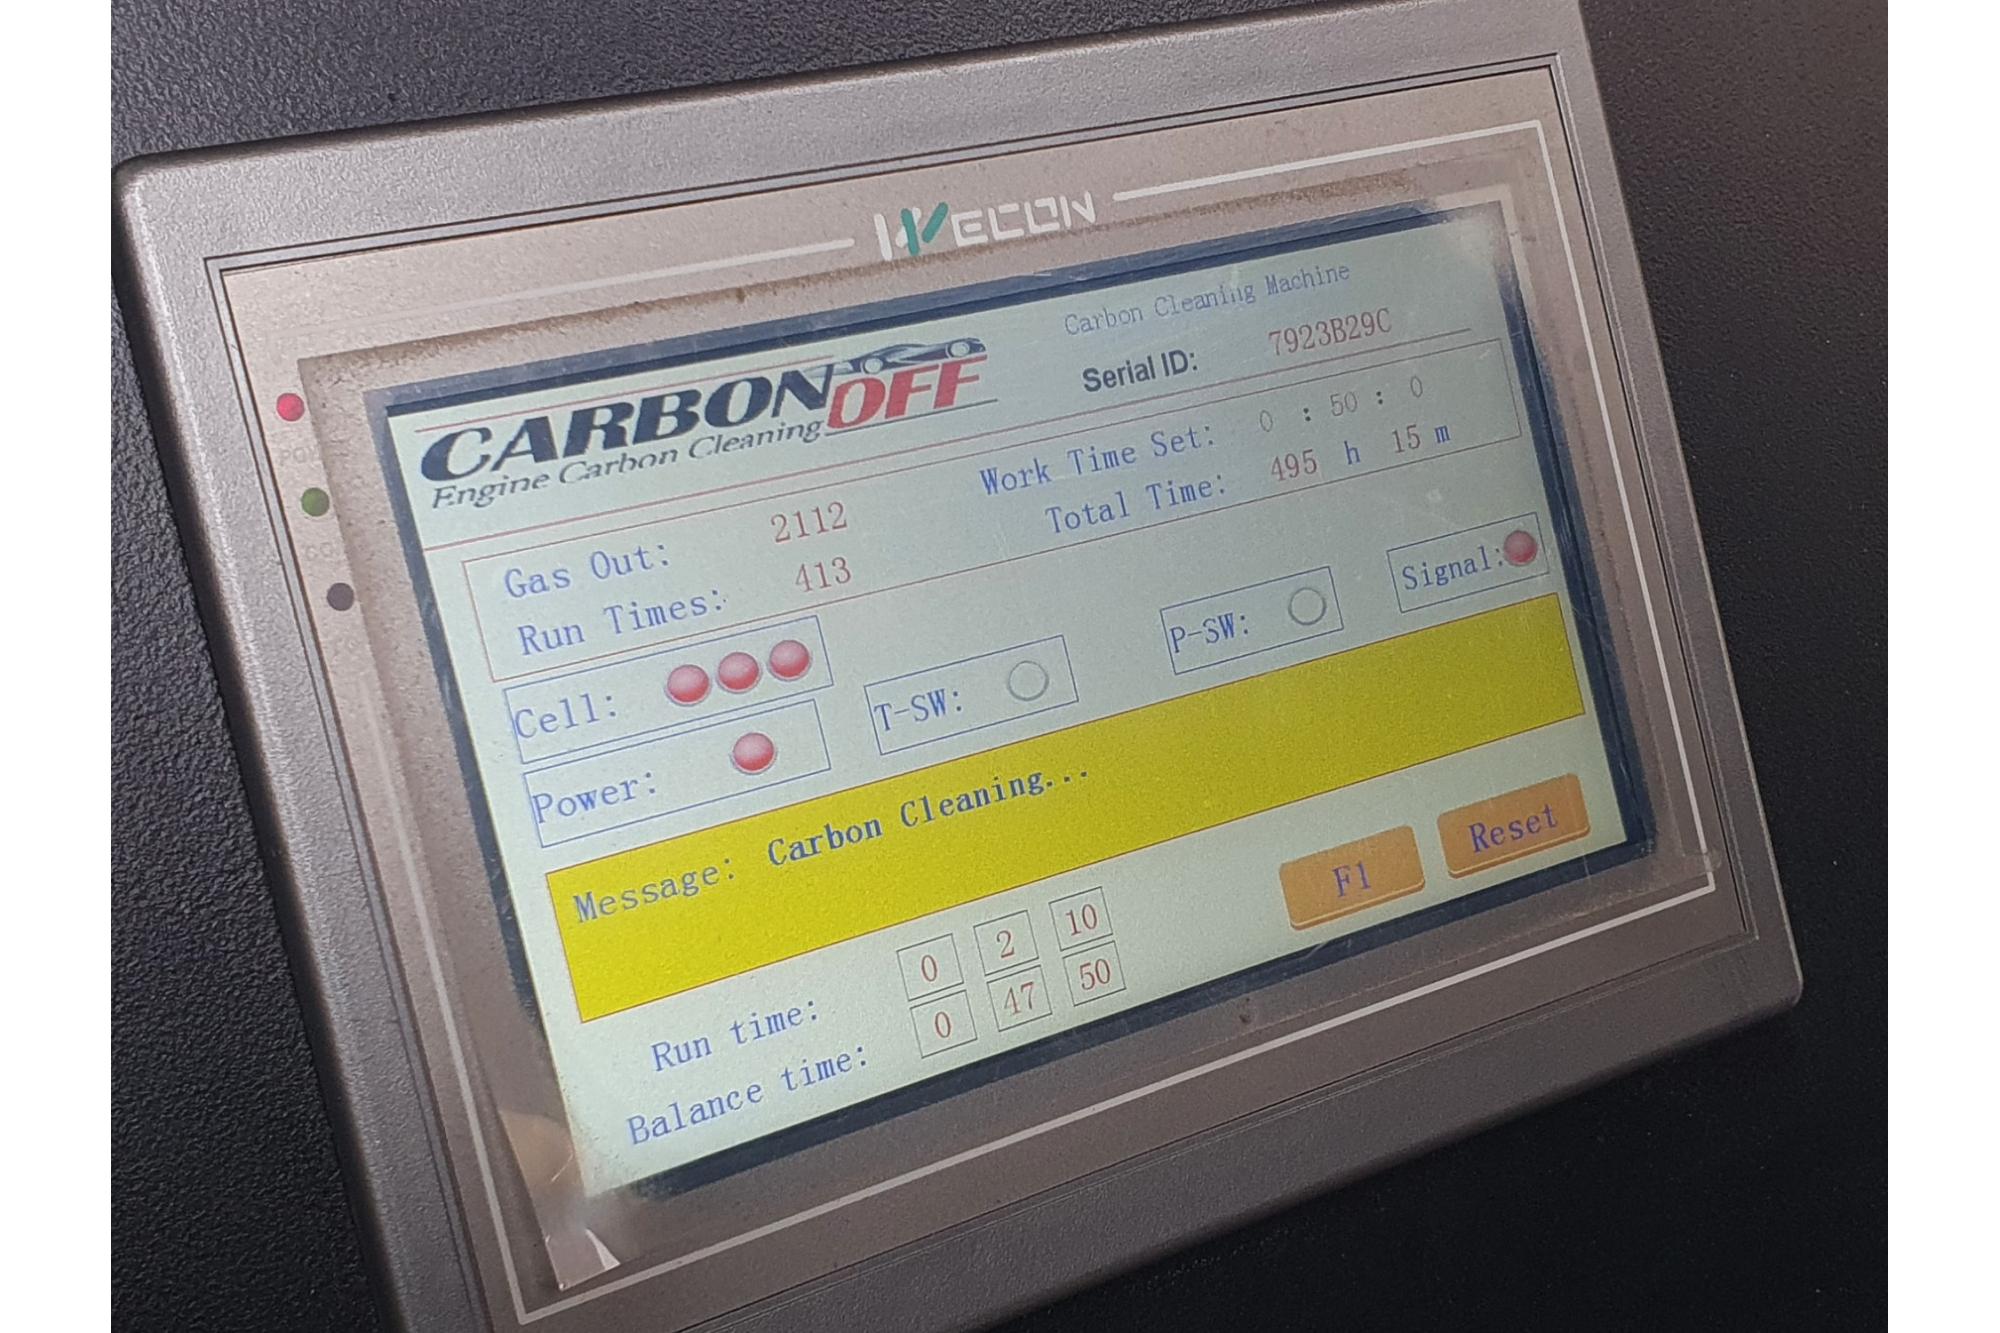 WECON
Carbon Cleaning Machine
CARBONOFF
Engine Carbon Cleaning
Serial ID: 7923B29C
Gas Out: 2112
Work Time Set: 0 : 50 : 0
Run Times: 413
Total Time: 495 h 15 m
Cell:
T-SW:
P-SW:
Signal:
Power:
Message: Carbon Cleaning...
F1
Reset
Run time: 0 2 10
Balance time: 0 47 50